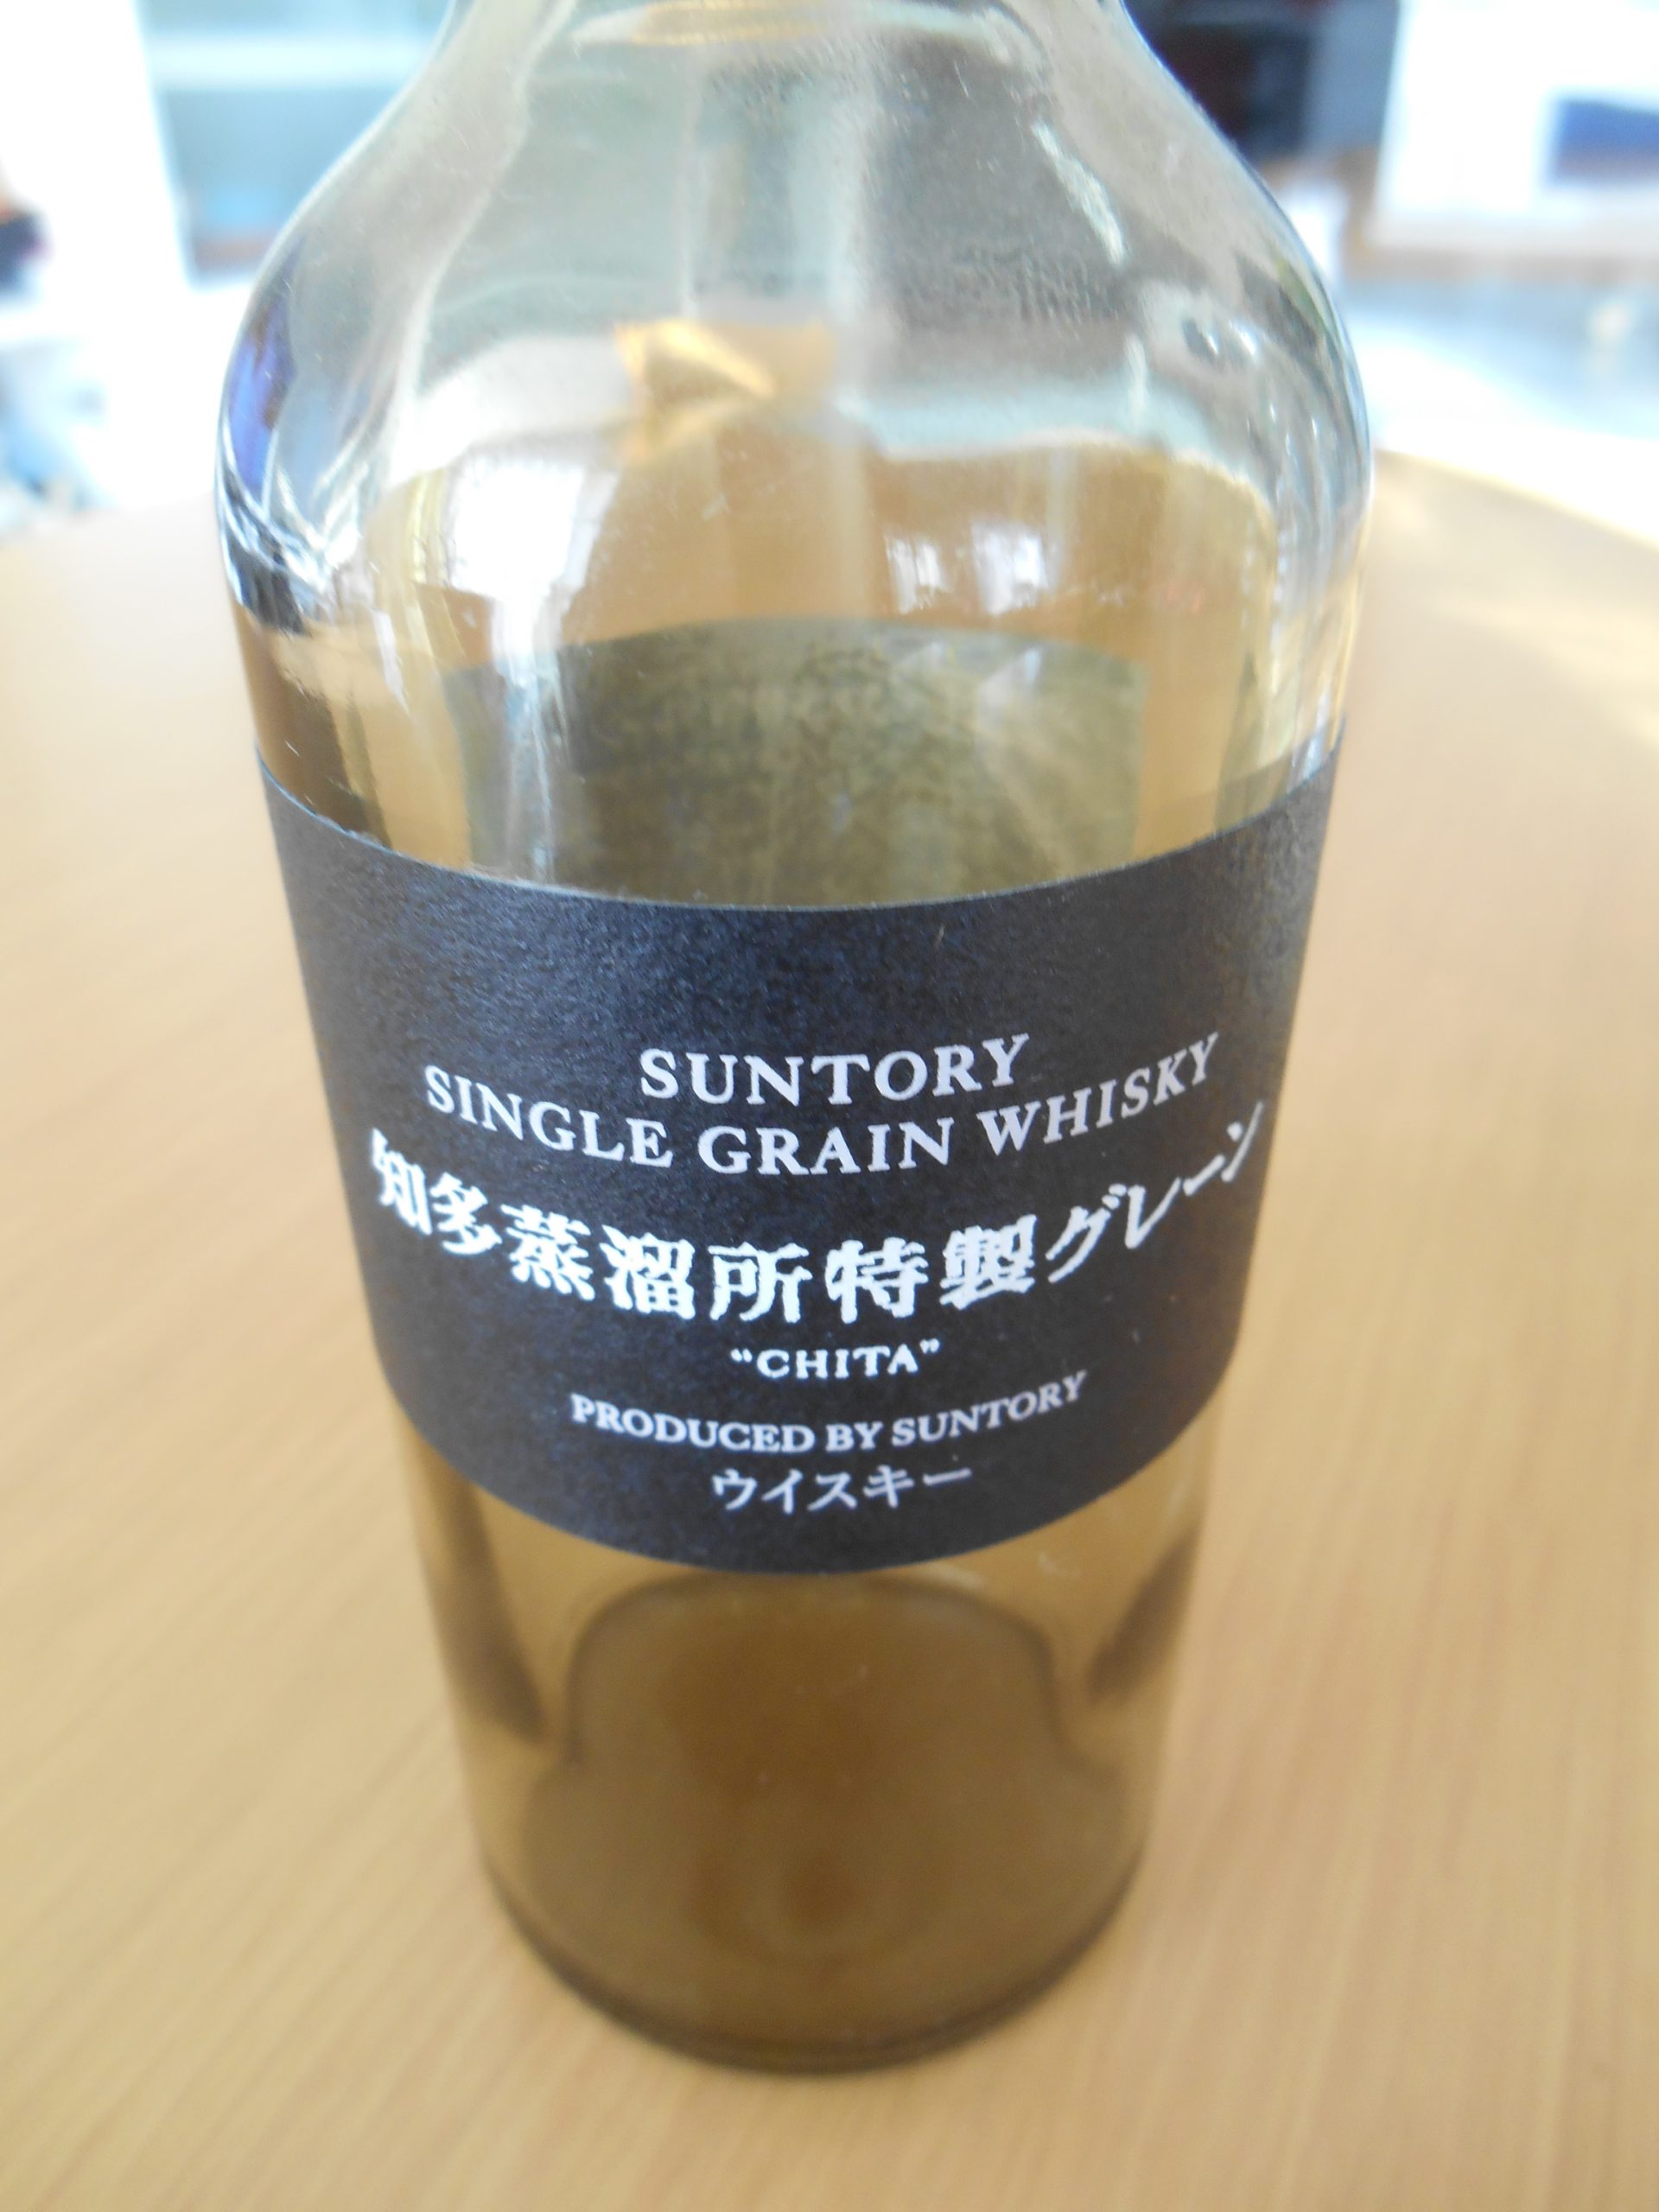 SUNTORY
SINGLE GRAIN WHISKY
知多蒸溜所特製グレーン
"CHITA"
PRODUCED BY SUNTORY
ウイスキー